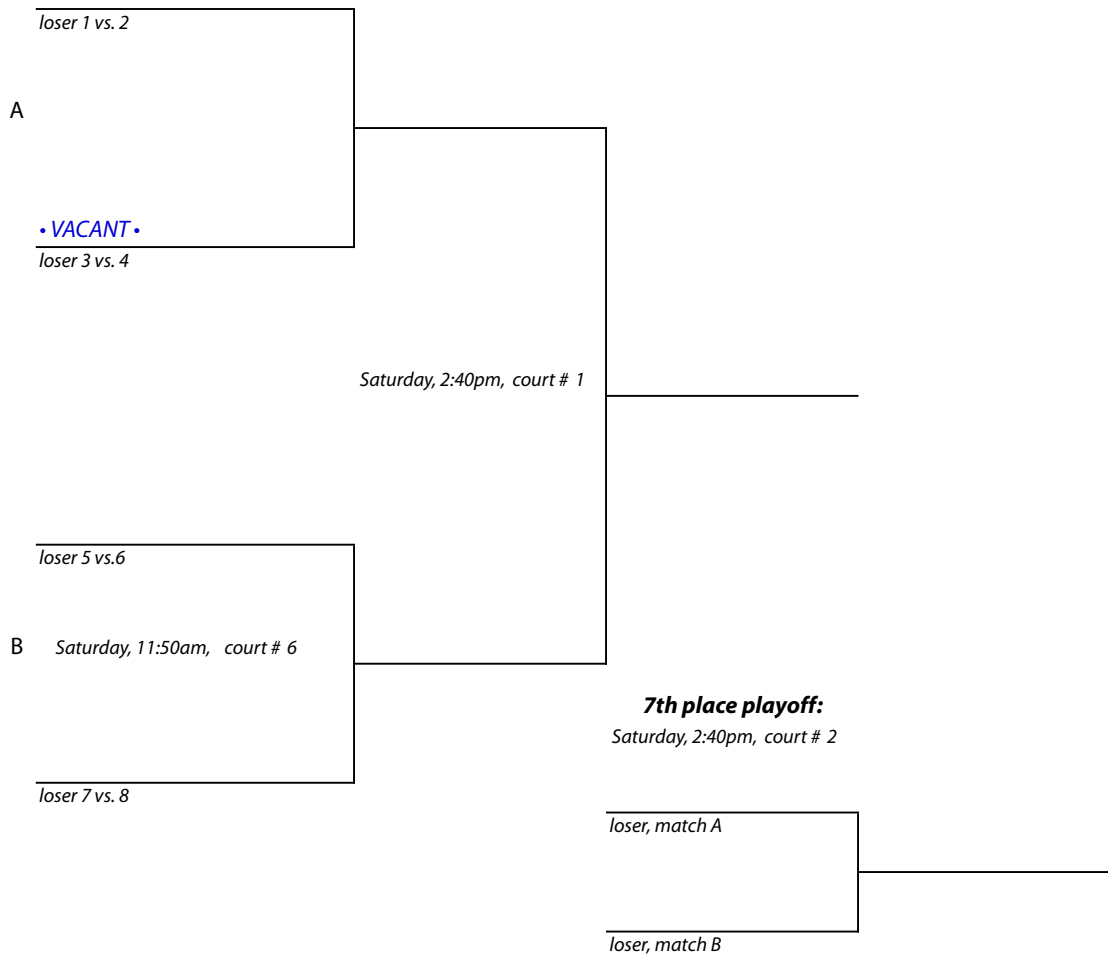 loser 1 vs. 2
A
• VACANT •
loser 3 vs. 4
Saturday, 2:40pm, court # 1
loser 5 vs.6
B Saturday, 11:50am, court # 6
7th place playoff:
Saturday, 2:40pm, court # 2
loser 7 vs. 8
loser, match A
loser, match B